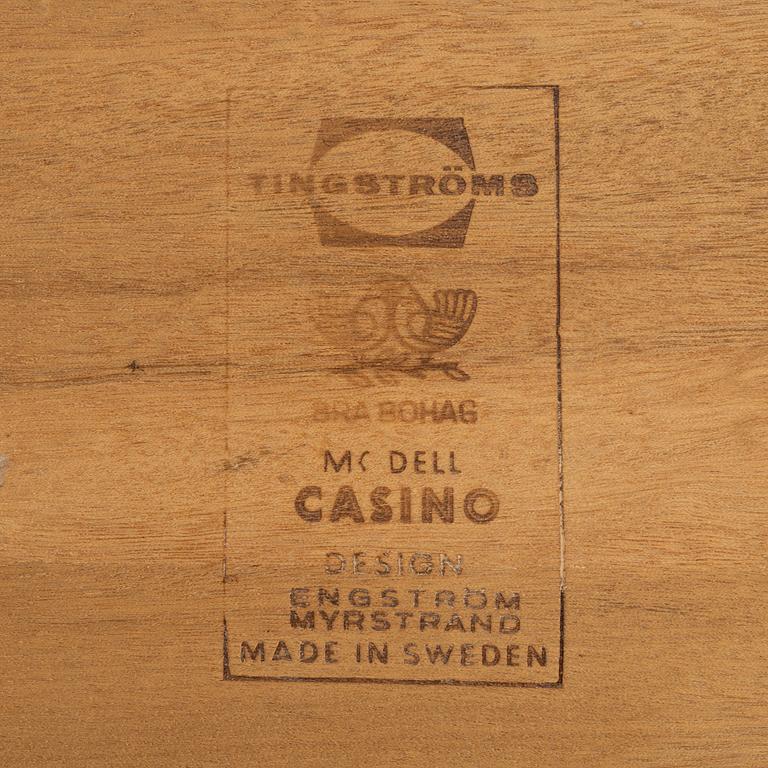 TINGSTRÖMS
BRA BOHAG
MODELL
CASINO
DESIGN
ENGSTRÖM
MYRSTRAND
MADE IN SWEDEN